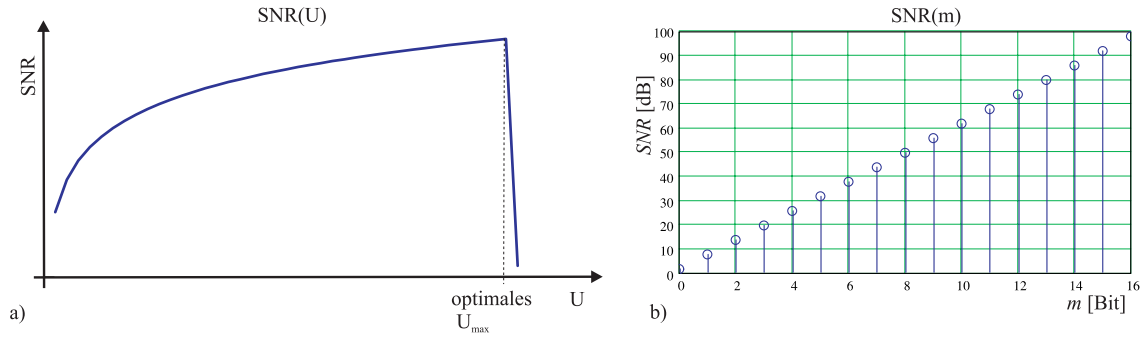 SNR(U)
SNR
optimales
U
Umax
a)
SNR(m)
SNR [dB]
100
90
80
70
60
50
40
30
20
10
0
0 2 4 6 8 10 12 14 16
m [Bit]
b)